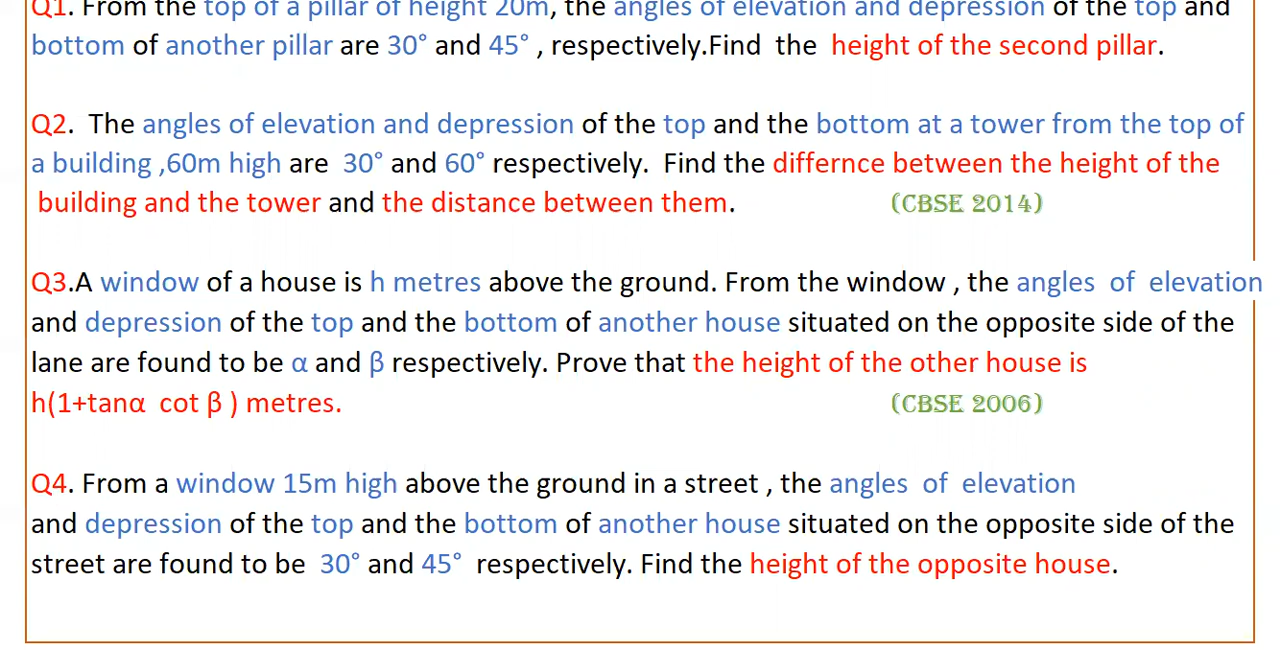 Q1. From the top of a pillar of height 20m, the angles of elevation and depression of the top and
bottom of another pillar are 30° and 45° , respectively.Find the height of the second pillar.
Q2. The angles of elevation and depression of the top and the bottom at a tower from the top of
a building ,60m high are 30° and 60° respectively. Find the differnce between the height of the
building and the tower and the distance between them. (CBSE 2014)
Q3.A window of a house is h metres above the ground. From the window , the angles of elevation
and depression of the top and the bottom of another house situated on the opposite side of the
lane are found to be α and β respectively. Prove that the height of the other house is
h(1+tanα cot β ) metres. (CBSE 2006)
Q4. From a window 15m high above the ground in a street , the angles of elevation
and depression of the top and the bottom of another house situated on the opposite side of the
street are found to be 30° and 45° respectively. Find the height of the opposite house.